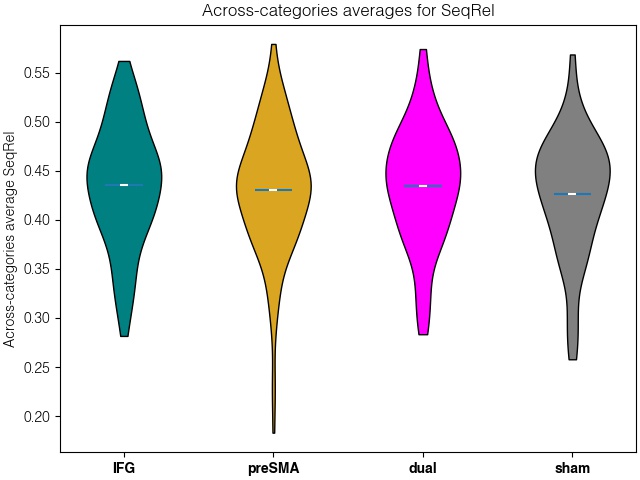 Across-categories averages for SeqRel
Across-categories average SeqRel
0.55
0.50
0.45
0.40
0.35
0.30
0.25
0.20
IFG preSMA dual sham